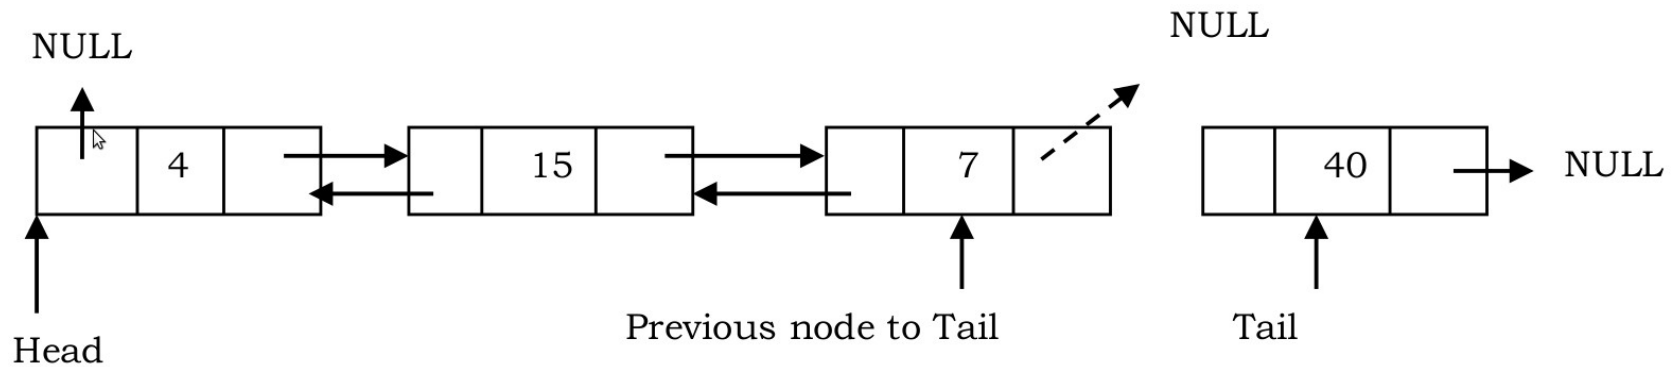 NULL
NULL
4
15
7
40
NULL
Previous node to Tail
Tail
Head